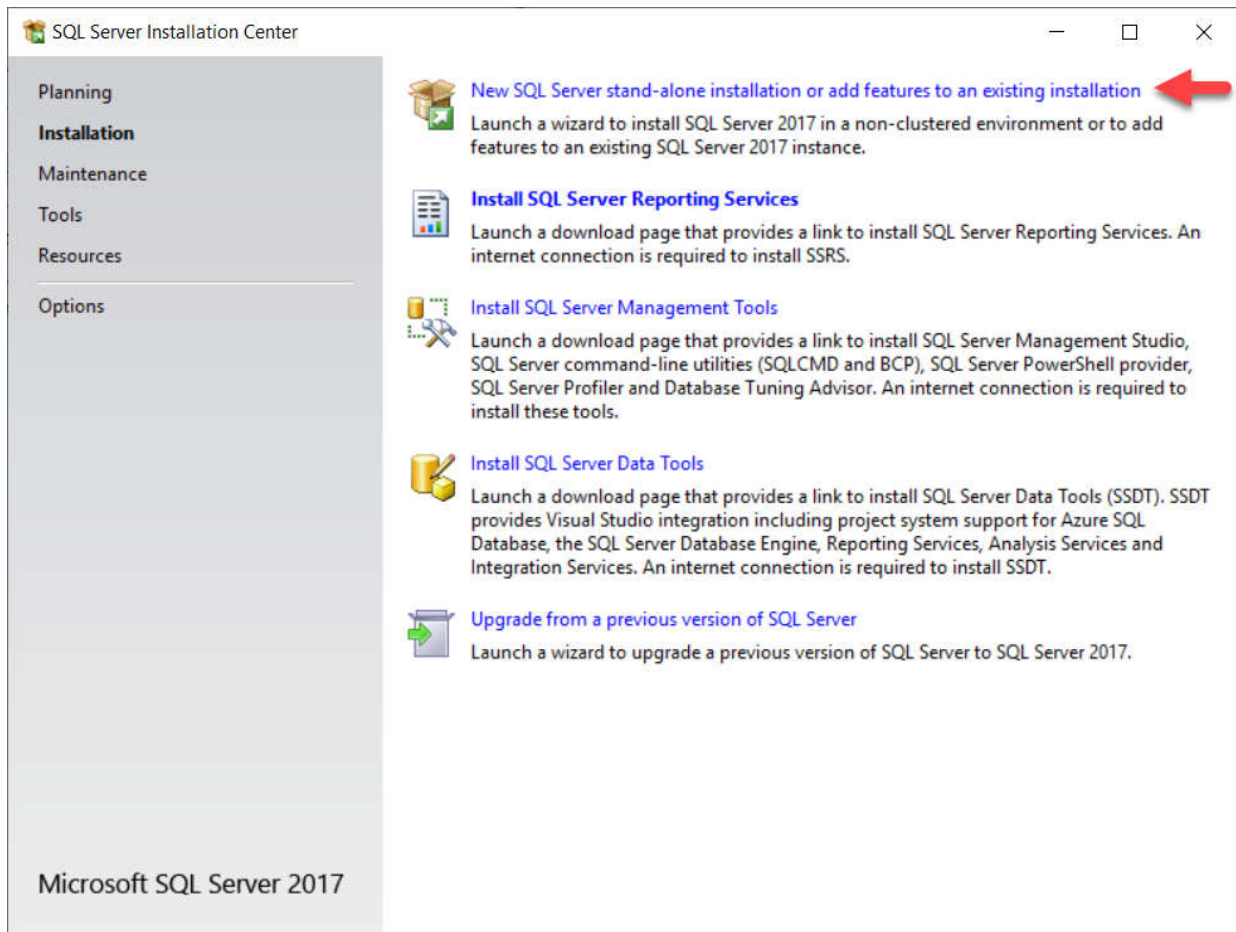 SQL Server Installation Center
Planning
Installation
Maintenance
Tools
Resources
Options
Microsoft SQL Server 2017
New SQL Server stand-alone installation or add features to an existing installation
Launch a wizard to install SQL Server 2017 in a non-clustered environment or to add
features to an existing SQL Server 2017 instance.
Install SQL Server Reporting Services
Launch a download page that provides a link to install SQL Server Reporting Services. An
internet connection is required to install SSRS.
Install SQL Server Management Tools
Launch a download page that provides a link to install SQL Server Management Studio,
SQL Server command-line utilities (SQLCMD and BCP), SQL Server PowerShell provider,
SQL Server Profiler and Database Tuning Advisor. An internet connection is required to
install these tools.
Install SQL Server Data Tools
Launch a download page that provides a link to install SQL Server Data Tools (SSDT). SSDT
provides Visual Studio integration including project system support for Azure SQL
Database, the SQL Server Database Engine, Reporting Services, Analysis Services and
Integration Services. An internet connection is required to install SSDT.
Upgrade from a previous version of SQL Server
Launch a wizard to upgrade a previous version of SQL Server to SQL Server 2017.